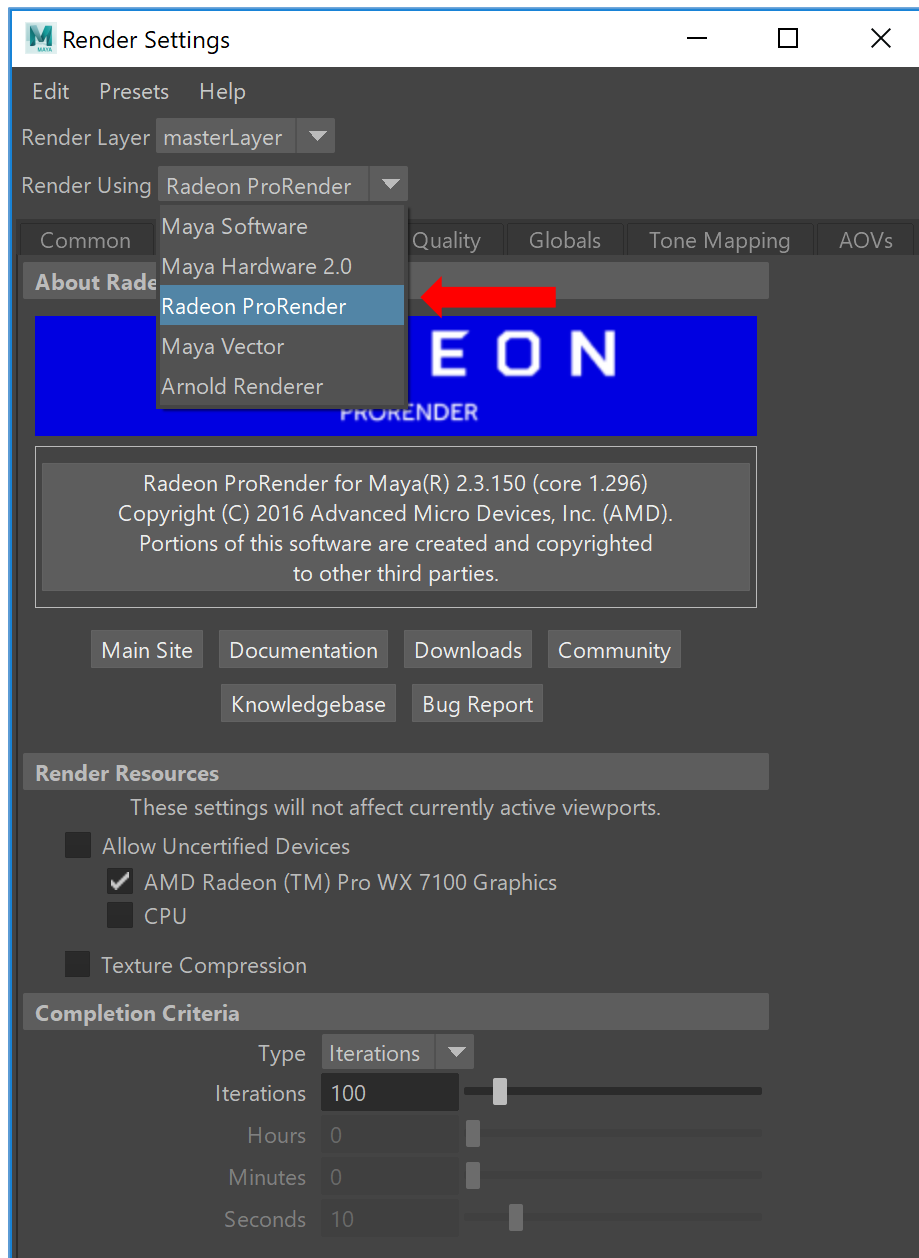 Render Settings
Edit Presets Help
Render Layer masterLayer
Render Using Radeon ProRender
Maya Software
Maya Hardware 2.0
Radeon ProRender
Maya Vector
Arnold Renderer
Common Quality Globals Tone Mapping AOVs
About Rade
EON
PRORENDER
Radeon ProRender for Maya(R) 2.3.150 (core 1.296)
Copyright (C) 2016 Advanced Micro Devices, Inc. (AMD).
Portions of this software are created and copyrighted
to other third parties.
Main Site Documentation Downloads Community
Knowledgebase Bug Report
Render Resources
These settings will not affect currently active viewports.
Allow Uncertified Devices
AMD Radeon (TM) Pro WX 7100 Graphics
CPU
Texture Compression
Completion Criteria
Type Iterations
Iterations 100
Hours 0
Minutes 0
Seconds 10